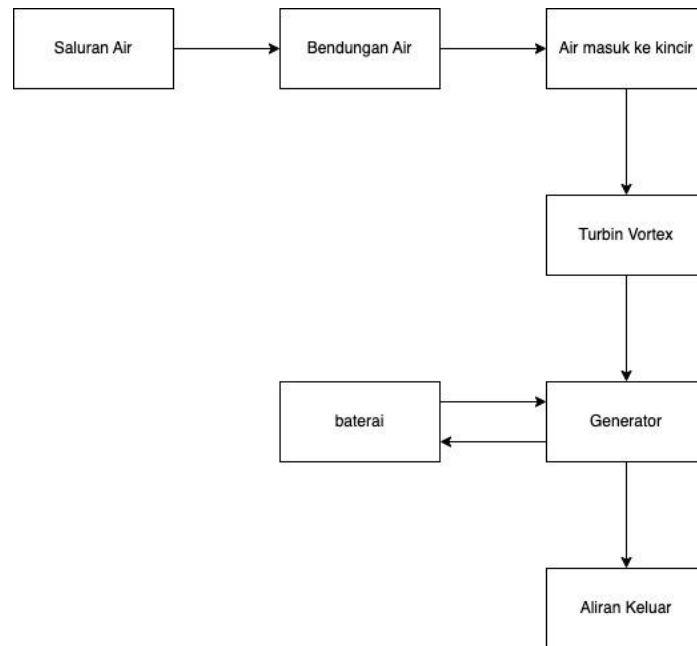 Saluran Air
Bendungan Air
Air masuk ke kincir
Turbin Vortex
baterai
Generator
Aliran Keluar